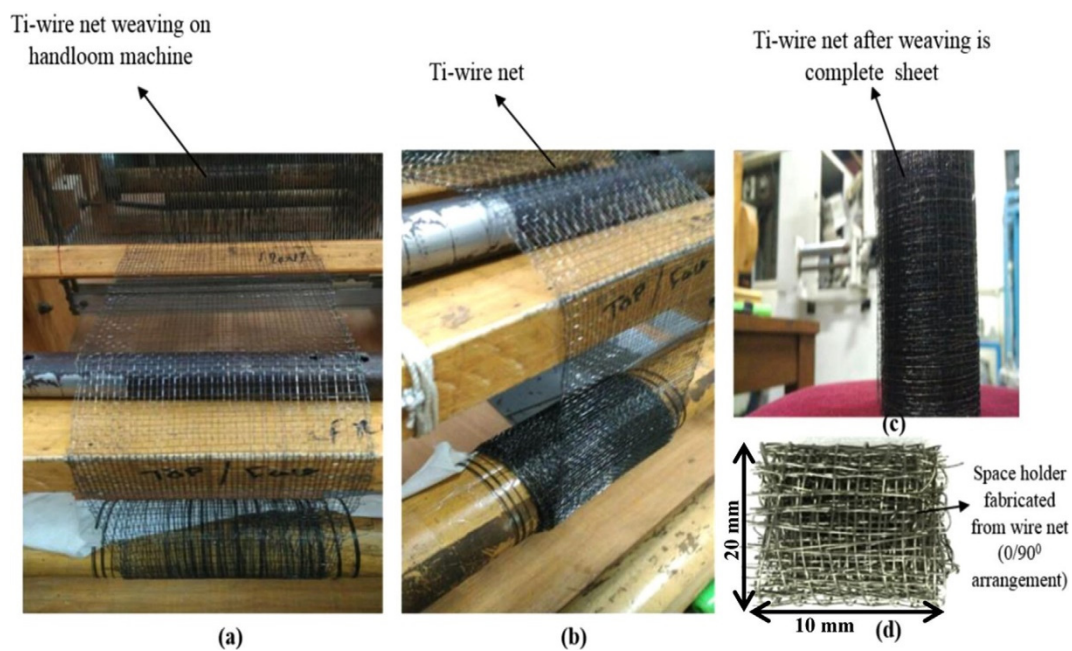 Ti-wire net weaving on
handloom machine
Ti-wire net
Ti-wire net after weaving is
complete sheet
TOP / Face
TOP / Face
(a)
(b)
(c)
20 mm
10 mm
(d)
Space holder
fabricated
from wire net
(0/90⁰
arrangement)